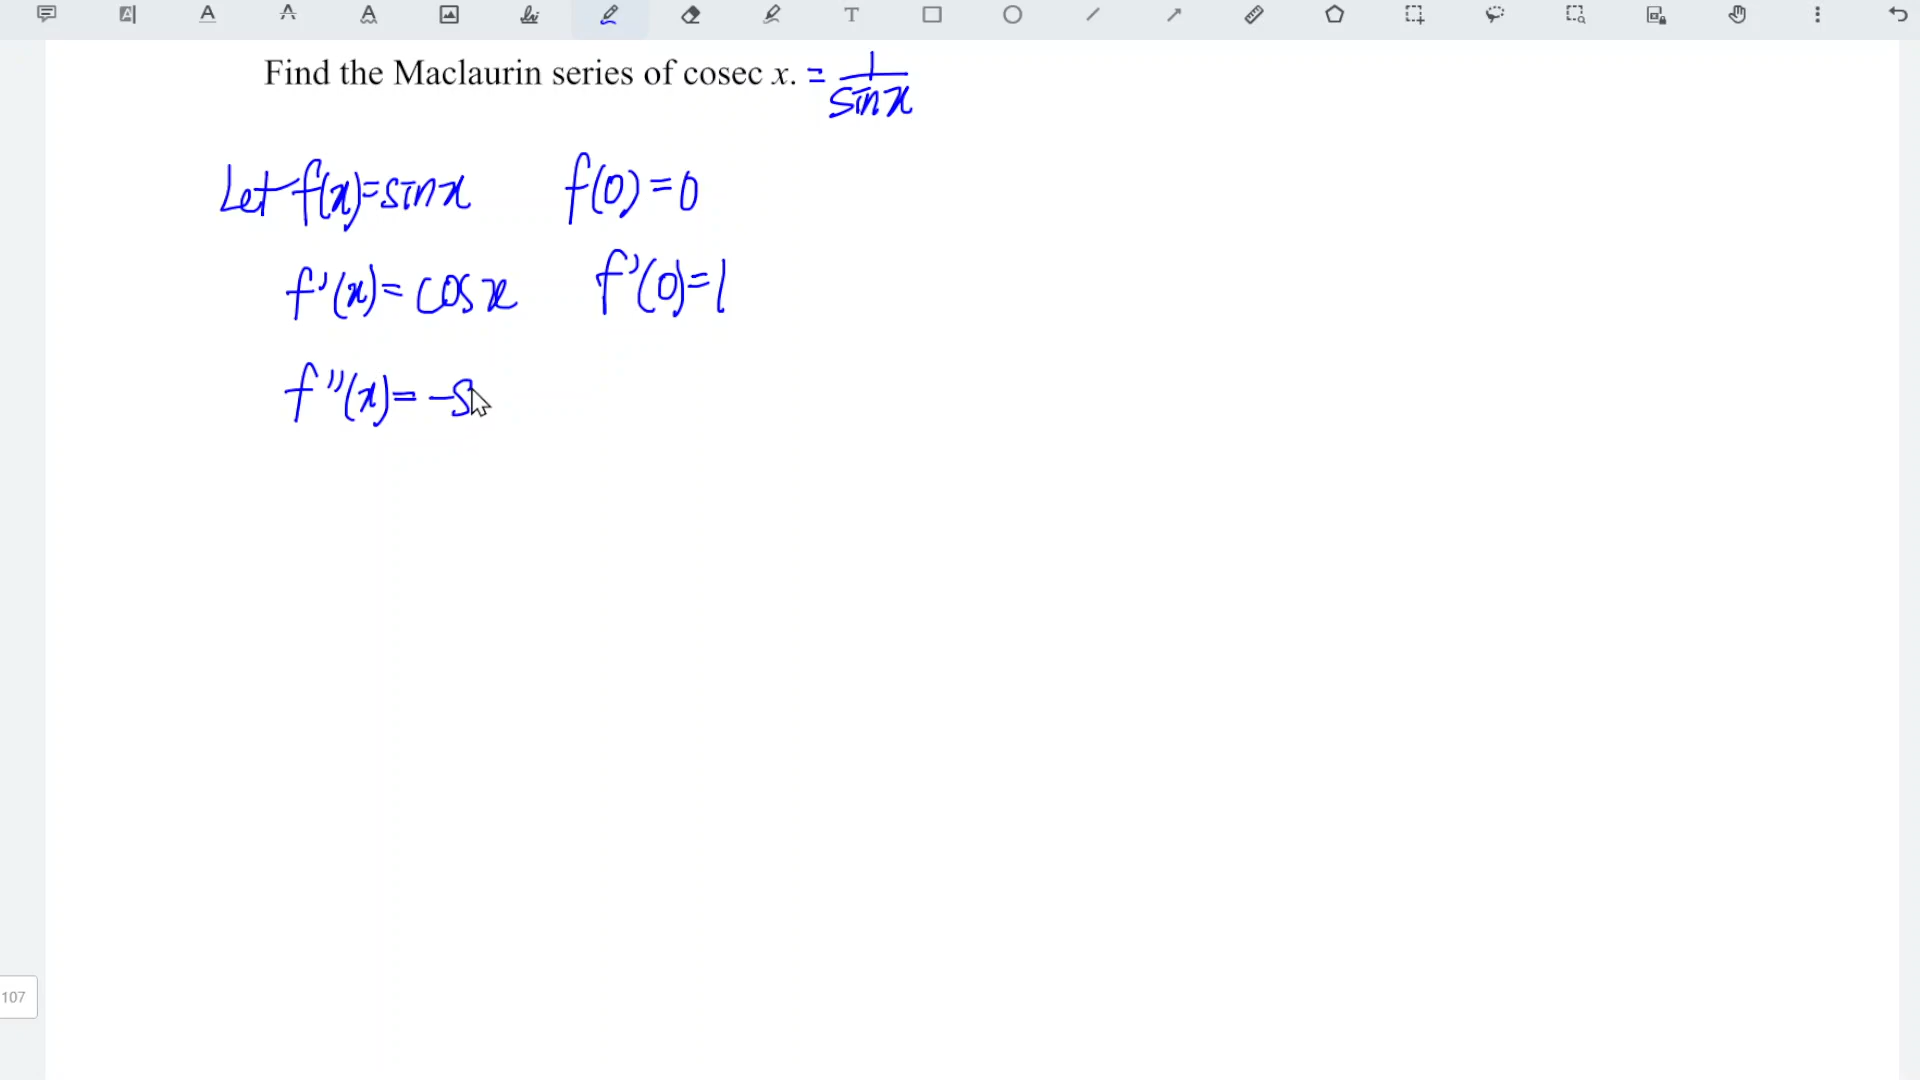 Find the Maclaurin series of cosec x. = 1/sin x
Let f(x)=sin x f(0)=0
f'(x)= cos x f'(0)=1
f''(x)= -s
107